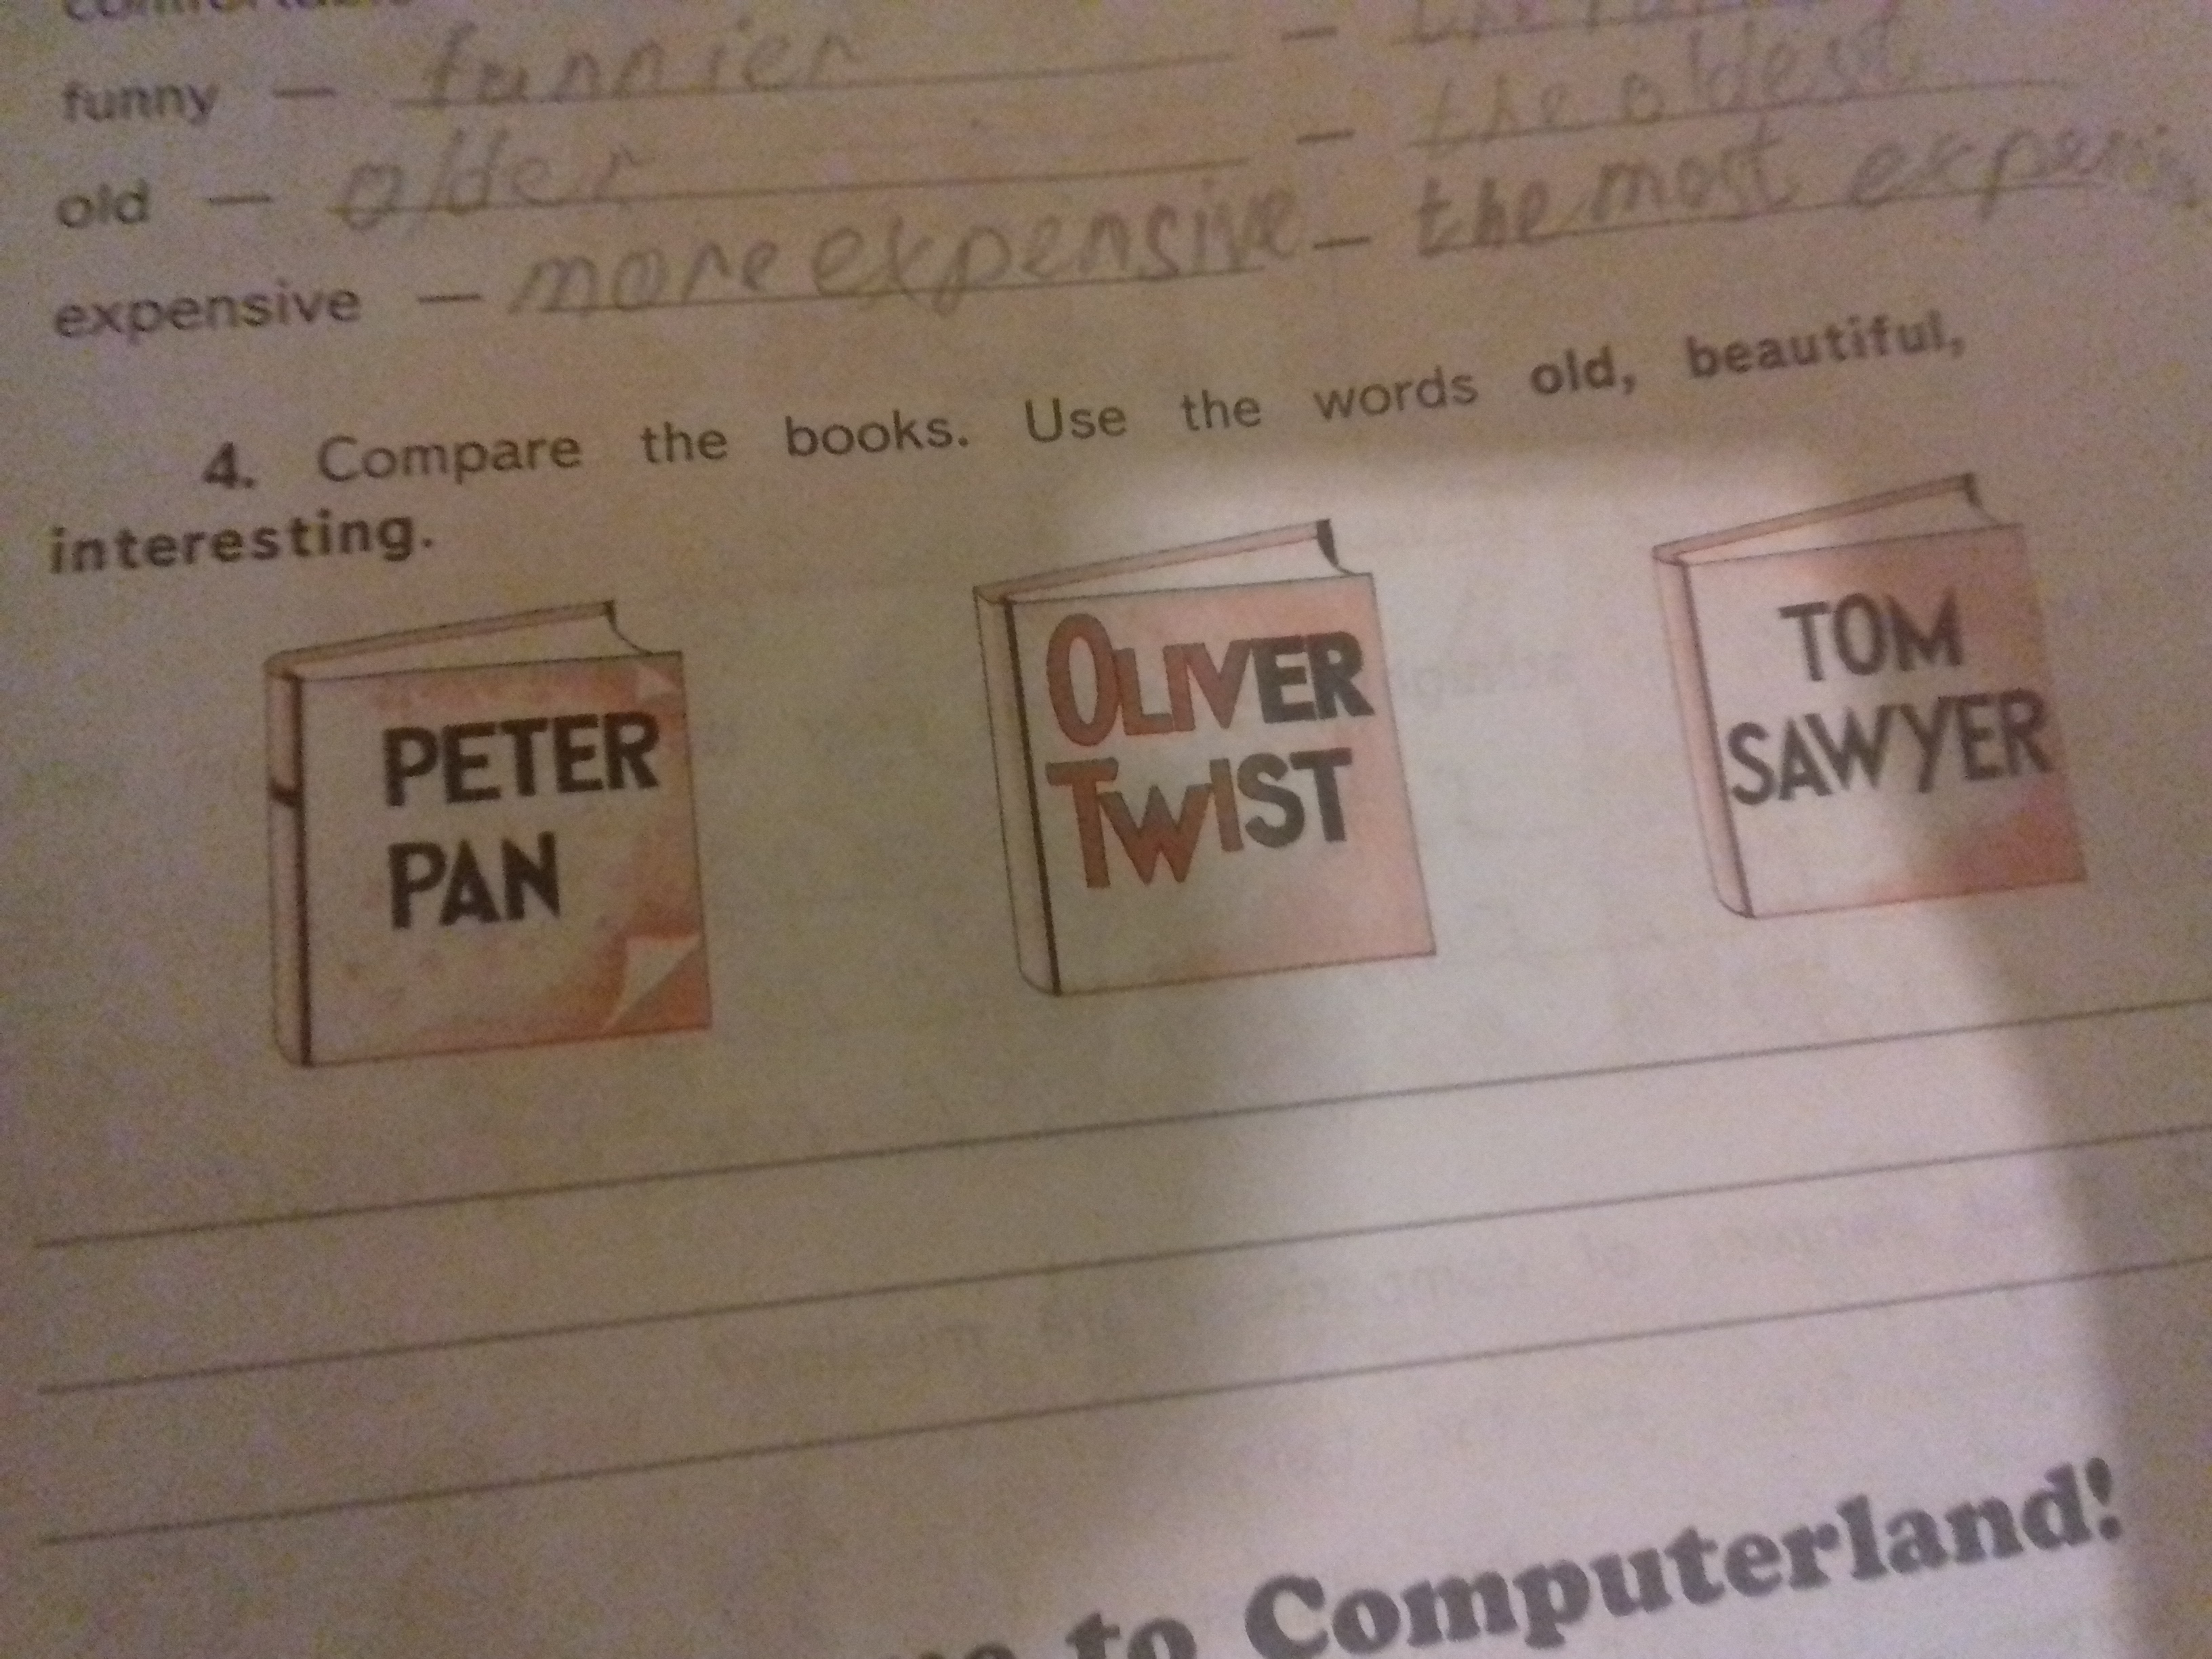 funny — funnier —
old — older — the oldest
expensive — more expensive — the most
4. Compare the books. Use the words old, beautiful,
interesting.
PETER
PAN
OLIVER
TWIST
TOM
SAWYER
to Computerland!